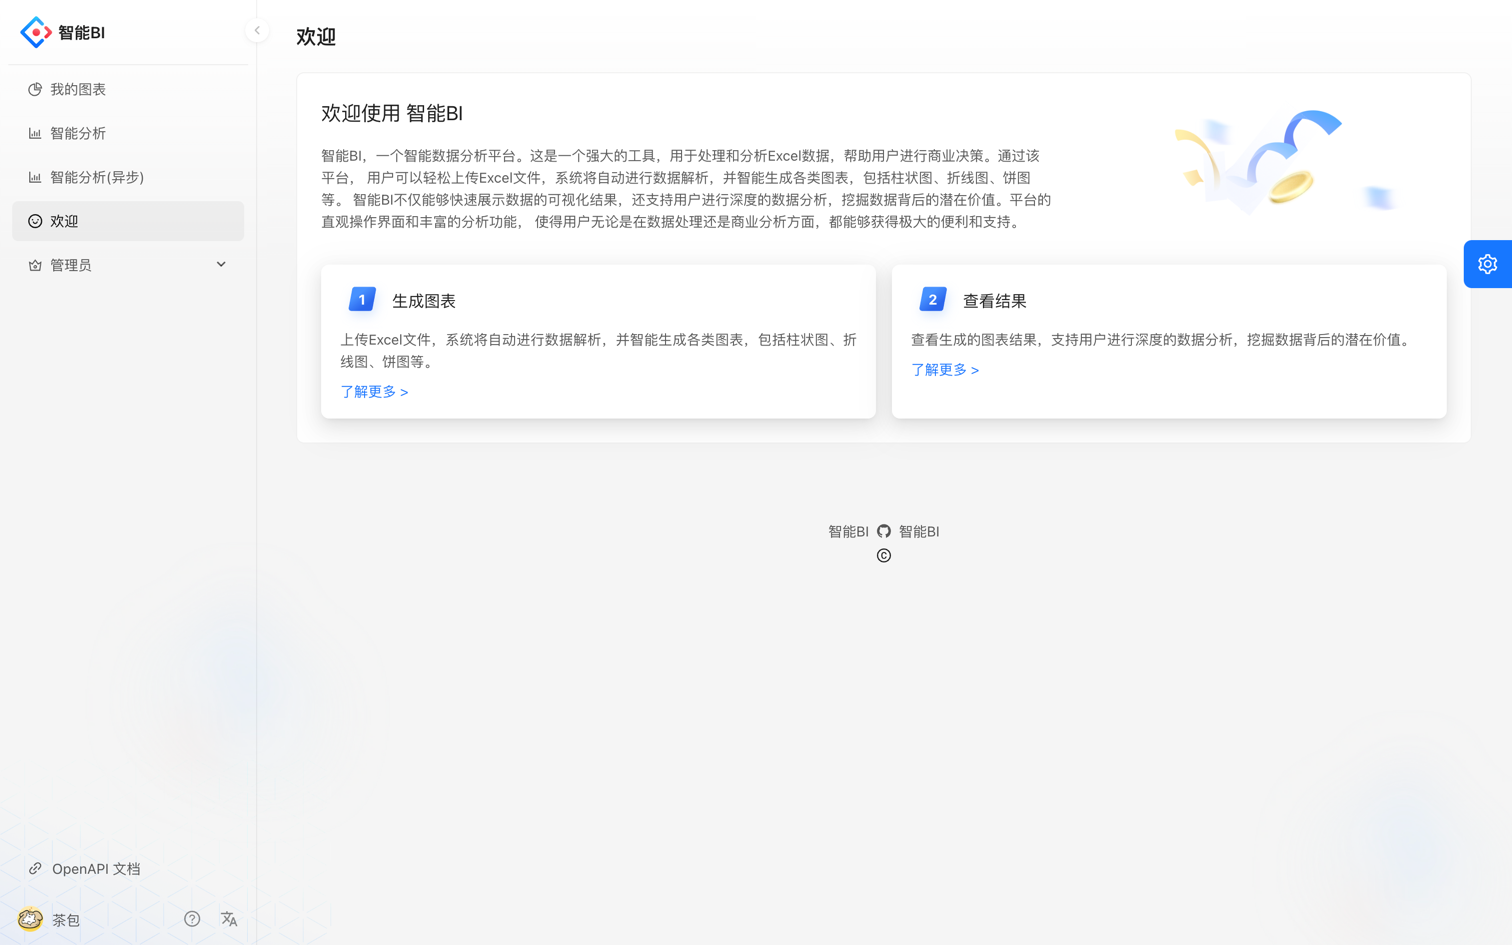 智能BI
我的图表
智能分析
智能分析(异步)
欢迎
管理员
OpenAPI 文档
茶包
欢迎
欢迎使用 智能BI
智能BI，一个智能数据分析平台。这是一个强大的工具，用于处理和分析Excel数据，帮助用户进行商业决策。通过该
平台， 用户可以轻松上传Excel文件，系统将自动进行数据解析，并智能生成各类图表，包括柱状图、折线图、饼图
等。 智能BI不仅能够快速展示数据的可视化结果，还支持用户进行深度的数据分析，挖掘数据背后的潜在价值。平台的
直观操作界面和丰富的分析功能， 使得用户无论是在数据处理还是商业分析方面，都能够获得极大的便利和支持。
1 生成图表
上传Excel文件，系统将自动进行数据解析，并智能生成各类图表，包括柱状图、折
线图、饼图等。
了解更多 >
2 查看结果
查看生成的图表结果，支持用户进行深度的数据分析，挖掘数据背后的潜在价值。
了解更多 >
智能BI 智能BI
©